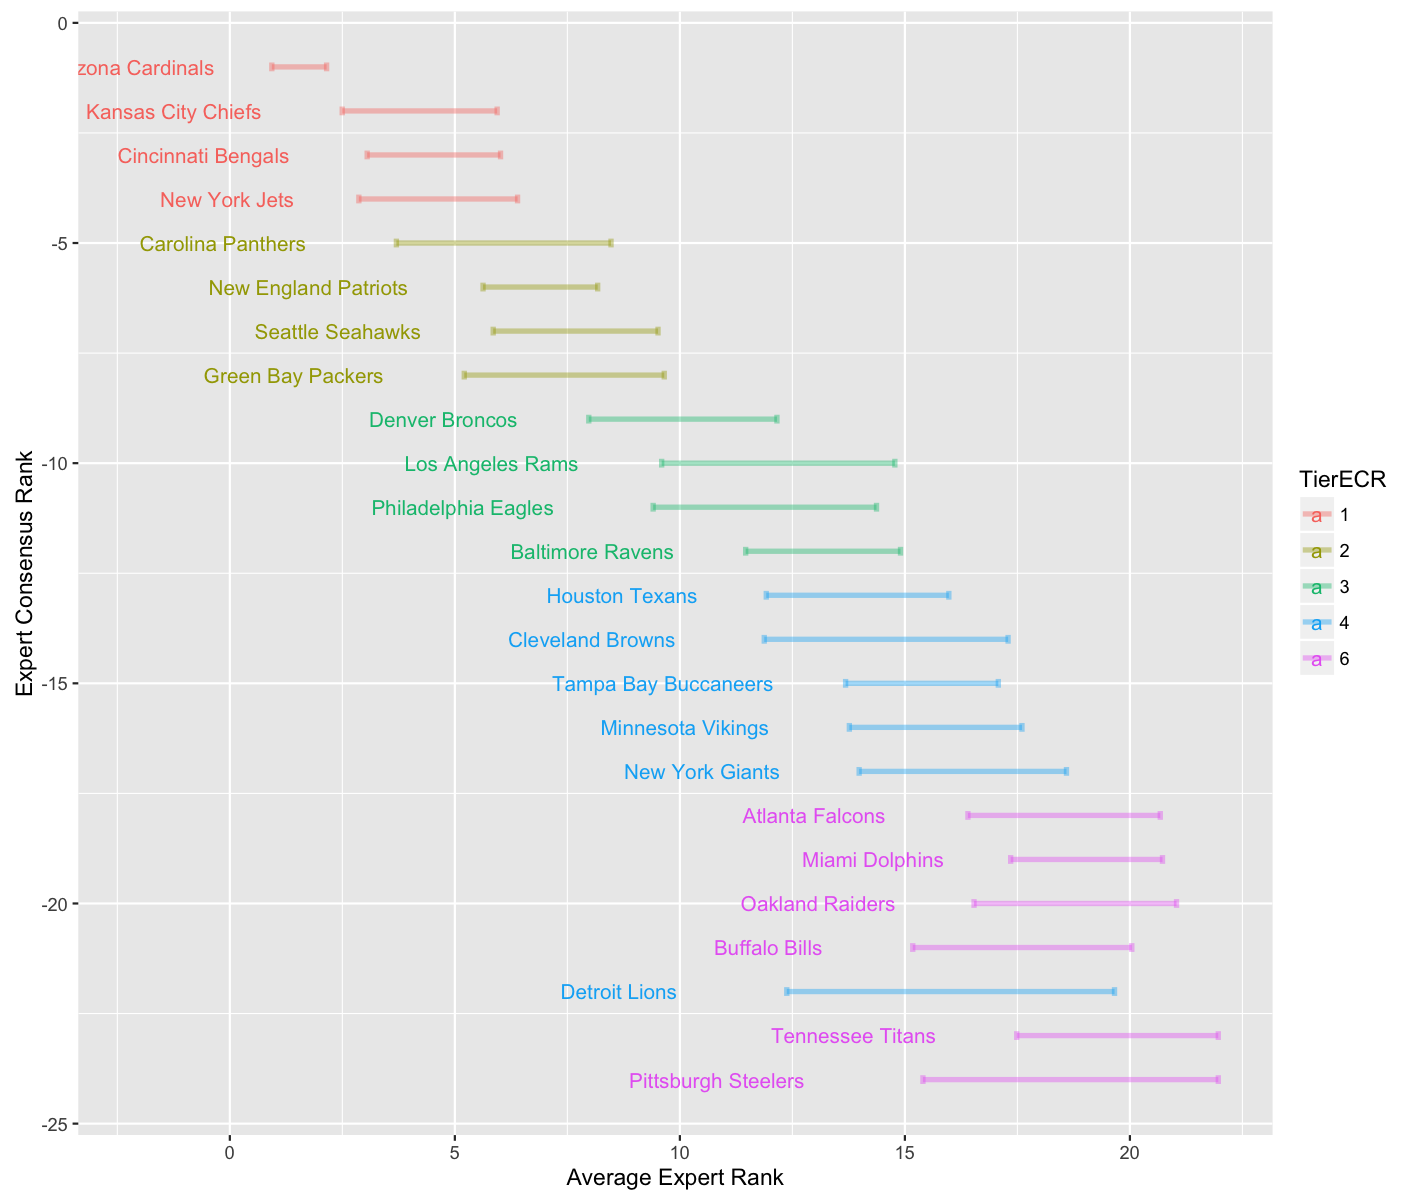 0
zona Cardinals
Kansas City Chiefs
Cincinnati Bengals
New York Jets
-5
Carolina Panthers
New England Patriots
Seattle Seahawks
Green Bay Packers
Denver Broncos
-10
Los Angeles Rams
Philadelphia Eagles
Baltimore Ravens
Houston Texans
Cleveland Browns
-15
Tampa Bay Buccaneers
Minnesota Vikings
New York Giants
Atlanta Falcons
Miami Dolphins
-20
Oakland Raiders
Buffalo Bills
Detroit Lions
Tennessee Titans
Pittsburgh Steelers
-25
Expert Consensus Rank
0 5 10 15 20
Average Expert Rank
TierECR
a 1
a 2
a 3
a 4
a 6